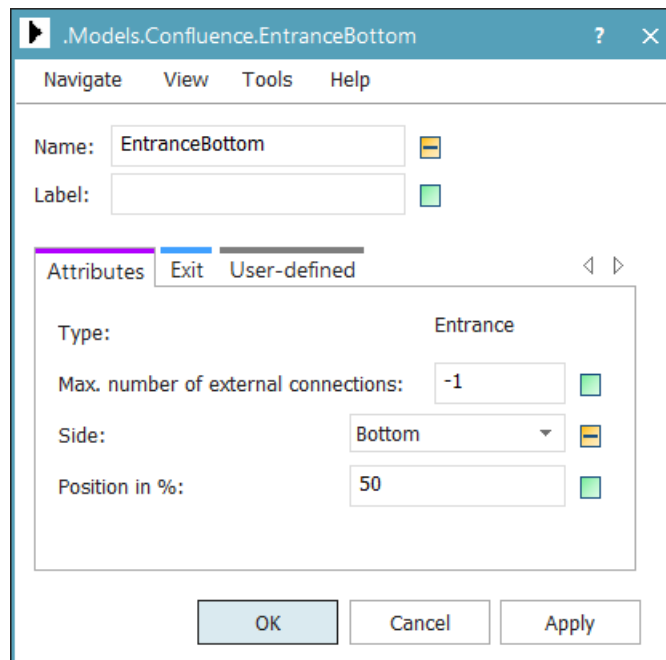 .Models.Confluence.EntranceBottom ? ×
Navigate View Tools Help
Name: EntranceBottom
Label:
Attributes Exit User-defined
Type: Entrance
Max. number of external connections: -1
Side: Bottom
Position in %: 50
OK Cancel Apply